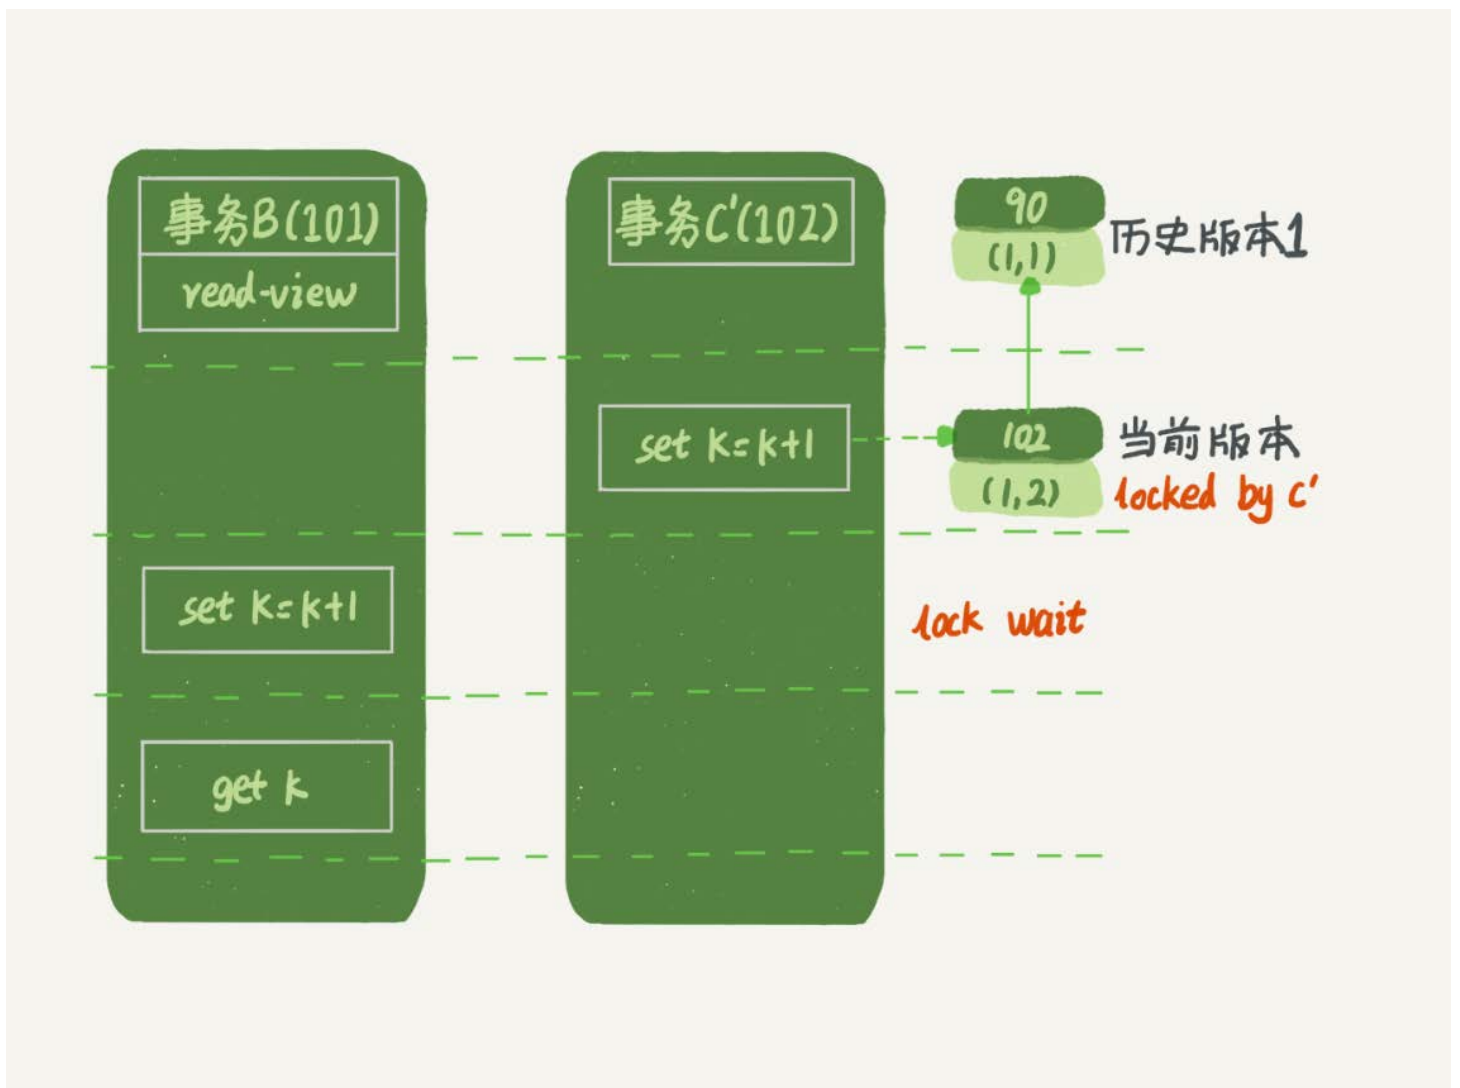 事务B(101)
read-view
事务C'(102)
90
(1,1)
历史版本1
set k=k+1
102
(1,2)
当前版本
locked by c'
set k=k+1
lock wait
get k